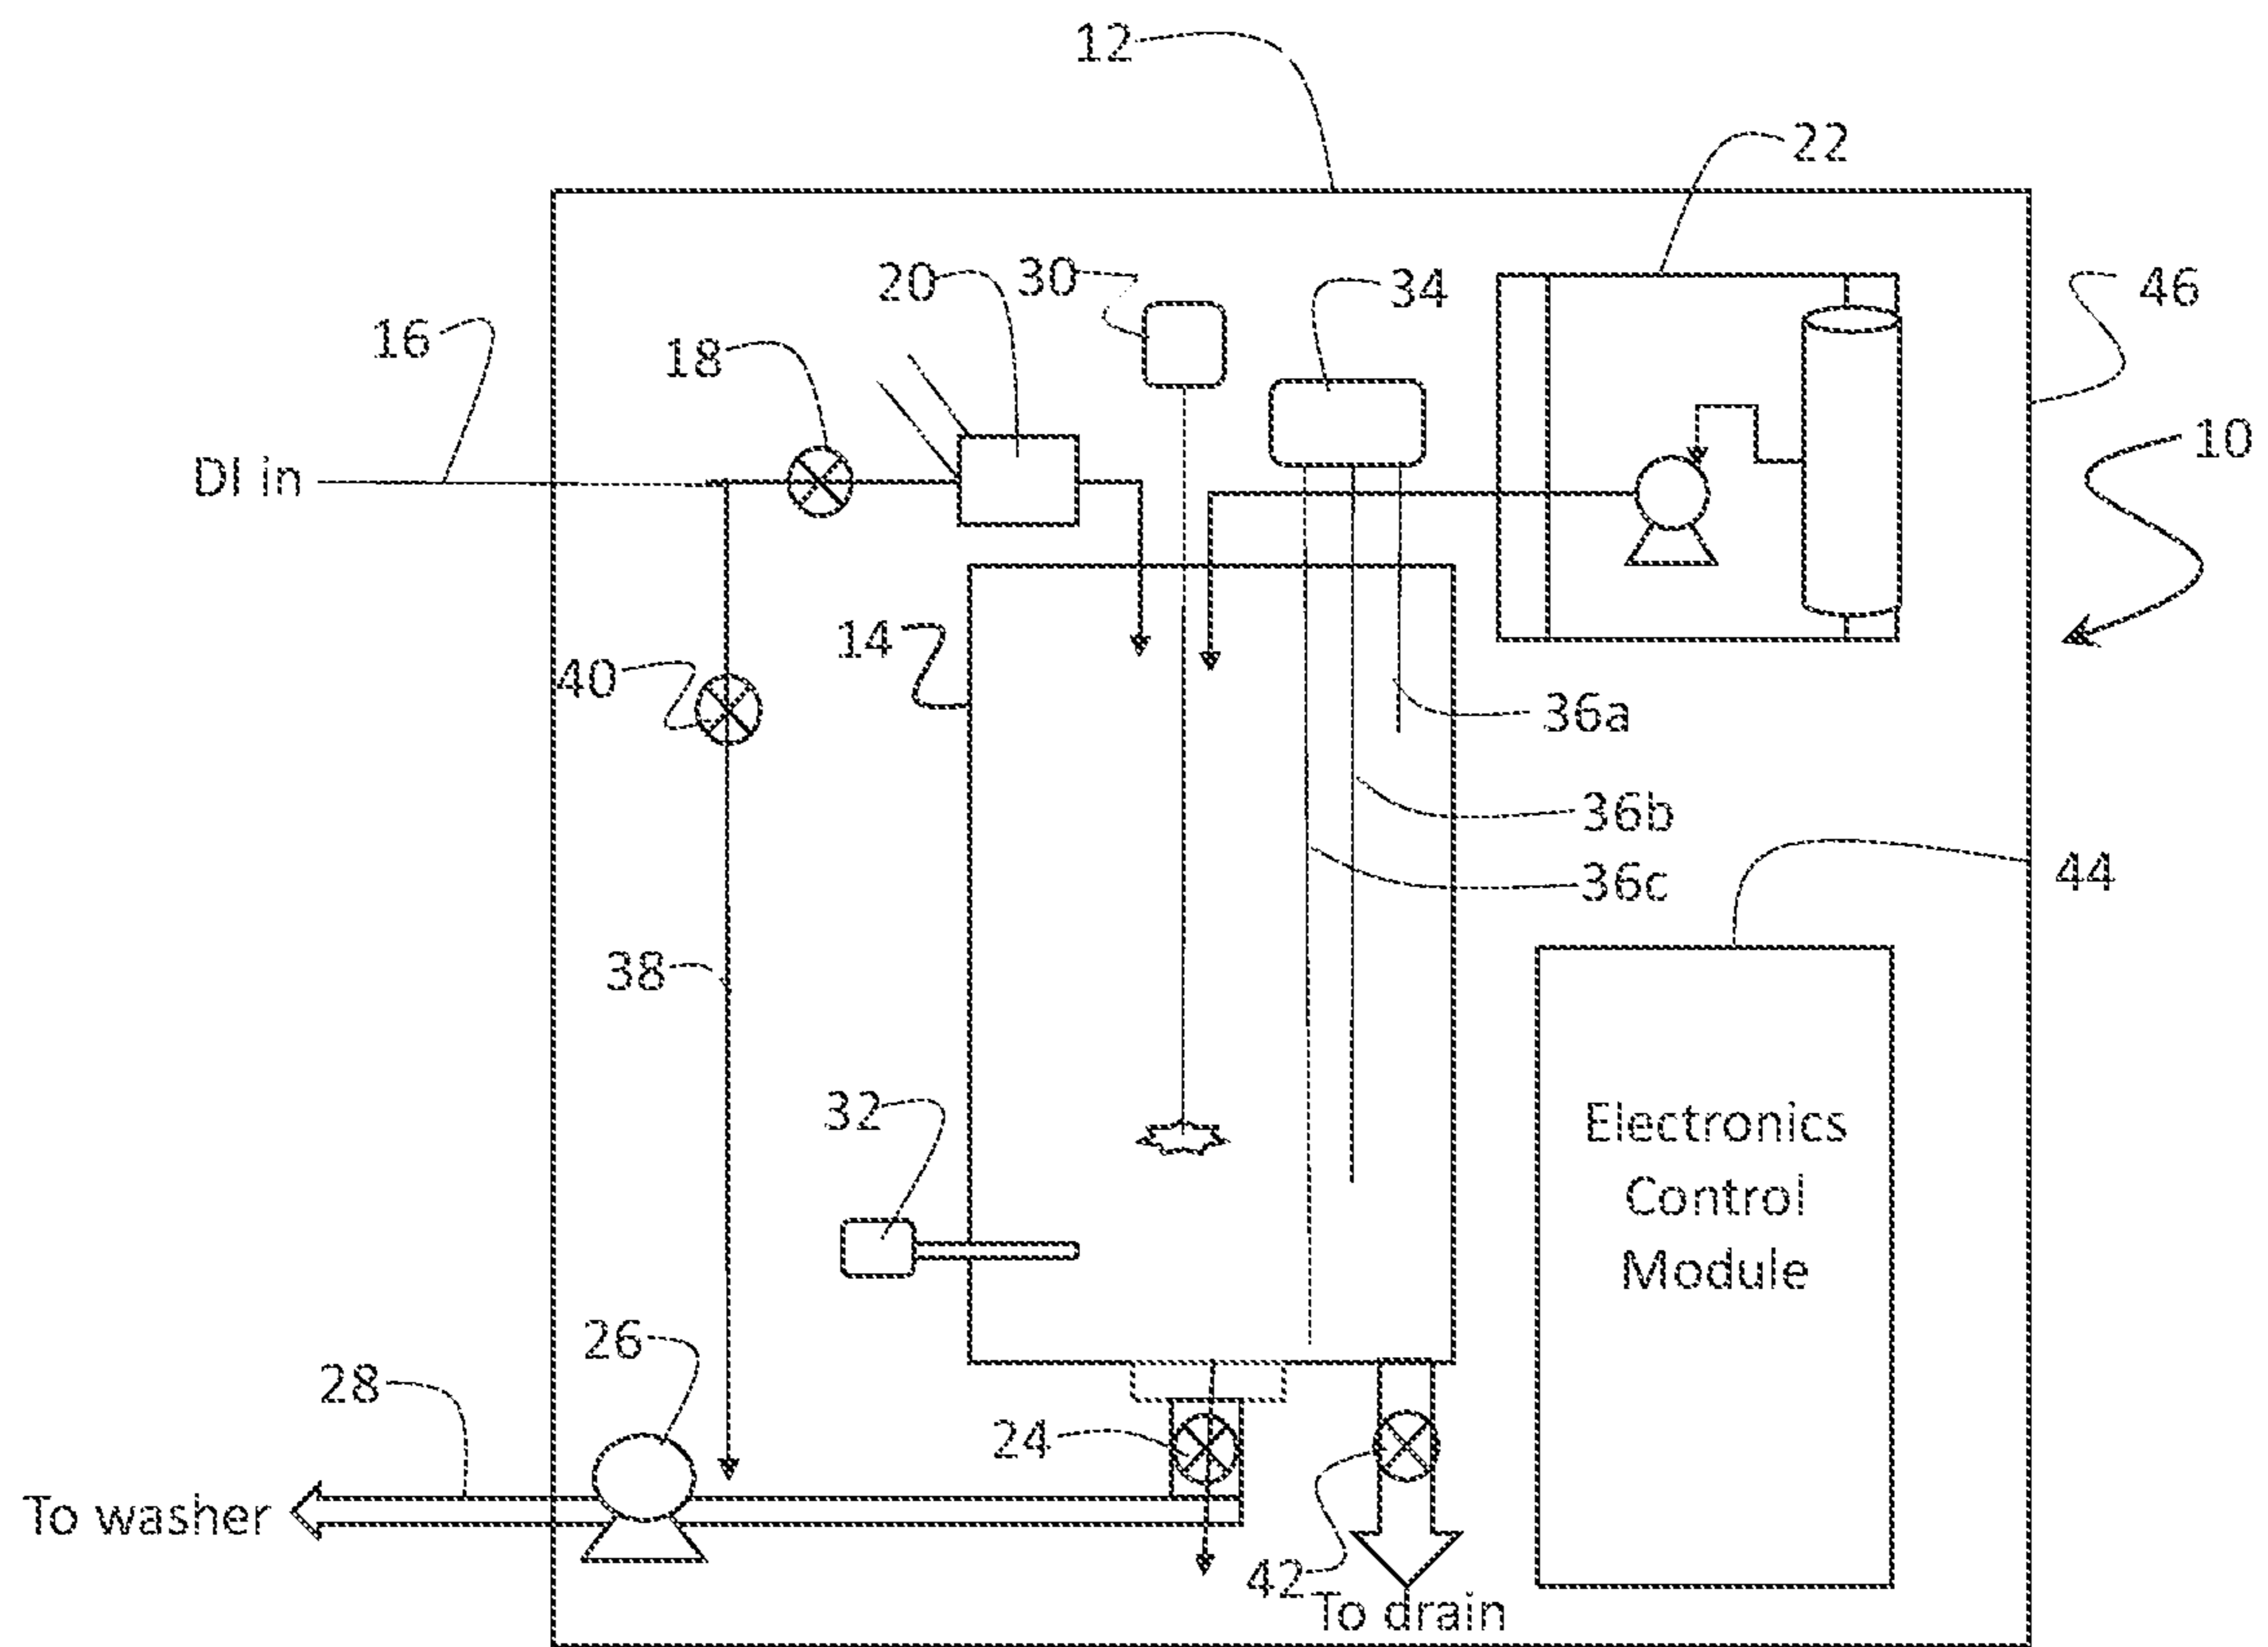 12
22
46
20
30
34
16
18
10
DI in
14
40
36a
36b
44
36c
38
32
Electronics
Control
Module
26
28
24
To washer
42
To drain